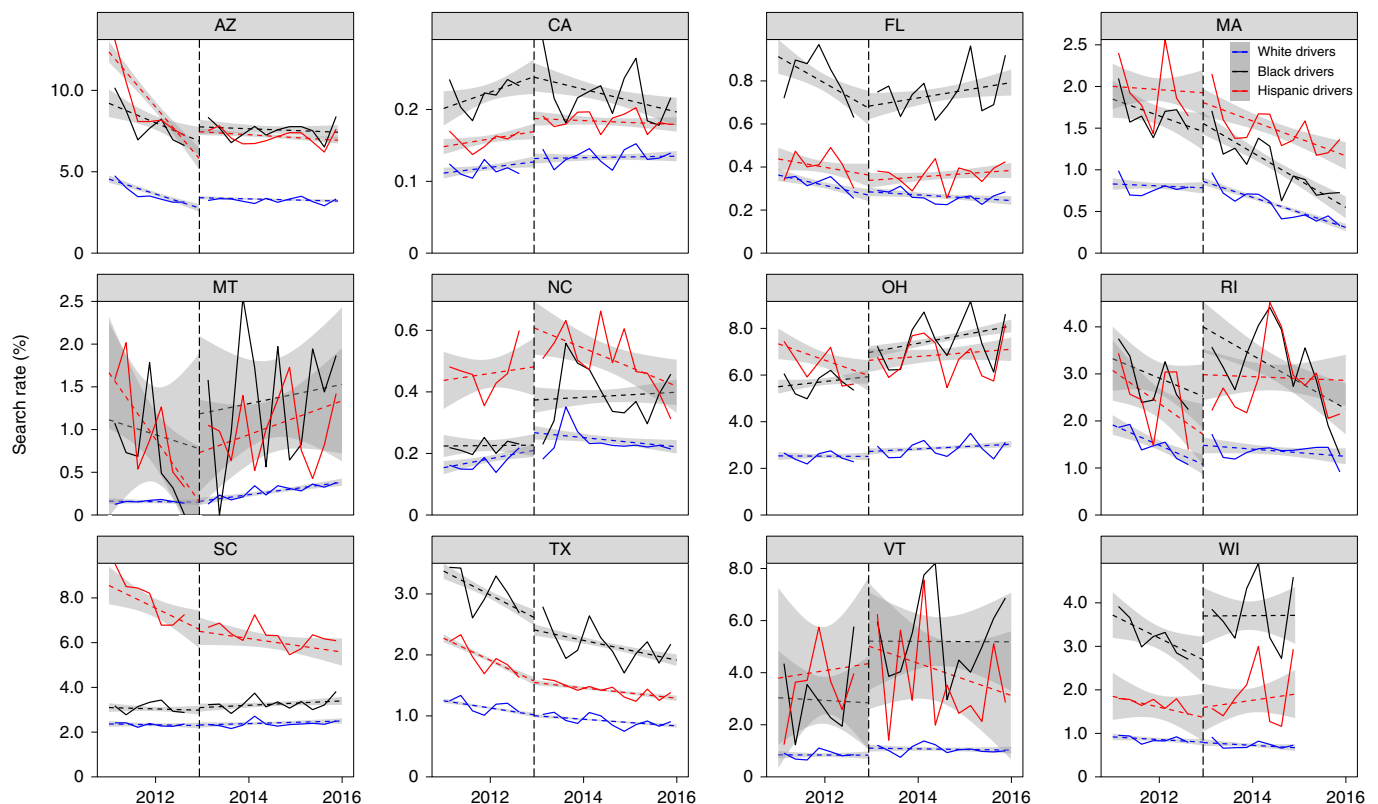 AZ
CA
FL
MA
10.0
5.0
0
0.2
0.1
0
0.8
0.6
0.4
0.2
0
2.5
2.0
1.5
1.0
0.5
0
White drivers
Black drivers
Hispanic drivers
Search rate (%)
MT
NC
OH
RI
2.5
2.0
1.5
1.0
0.5
0
0.6
0.4
0.2
0
8.0
6.0
4.0
2.0
0
4.0
3.0
2.0
1.0
0
SC
TX
VT
WI
8.0
6.0
4.0
2.0
0
3.0
2.0
1.0
0
8.0
6.0
4.0
2.0
0
4.0
3.0
2.0
1.0
0
2012 2014 2016
2012 2014 2016
2012 2014 2016
2012 2014 2016